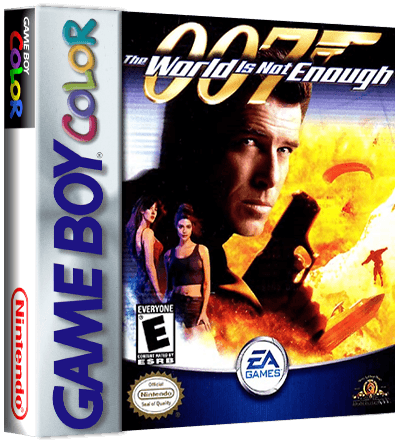 GAME BOY
COLOR
Nintendo
GAME BOY COLOR
007
The World Is Not Enough
EVERYONE
E
CONTENT RATED BY
ESRB
Official
Nintendo
Seal of Quality
EA
GAMES